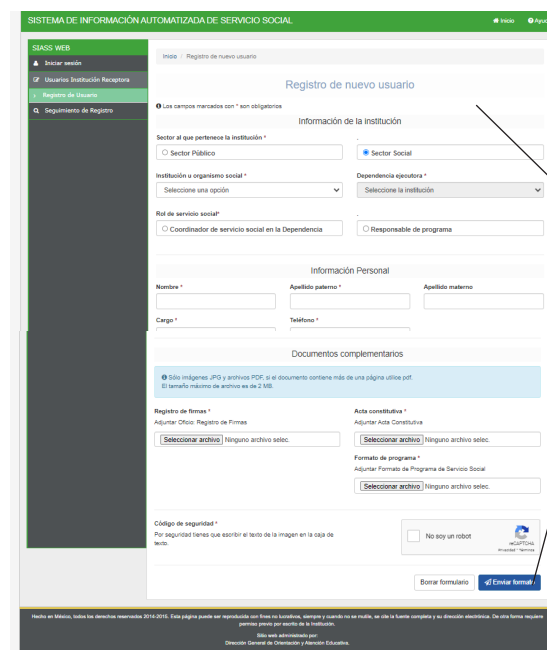 SISTEMA DE INFORMACIÓN AUTOMATIZADA DE SERVICIO SOCIAL
Inicio
Ayud
SIASS WEB
Iniciar sesión
Usuarios Institución Receptora
Registro de Usuario
Seguimiento de Registro
Inicio / Registro de nuevo usuario
Registro de nuevo usuario
Los campos marcados con * son obligatorios
Información de la institución
Sector al que pertenece la institución *
.
Sector Público
Sector Social
Institución u organismo social *
Dependencia ejecutora *
Seleccione una opción
Seleccione la institución
Rol de servicio social*
.
Coordinador de servicio social en la Dependencia
Responsable de programa
Información Personal
Nombre *
Apellido paterno *
Apellido materno
Cargo *
Teléfono *
Documentos complementarios
Sólo imágenes JPG y archivos PDF, si el documento contiene más de una página utilice pdf.
El tamaño máximo de archivo es de 2 MB.
Registro de firmas *
Acta constitutiva *
Adjuntar Oficio: Registro de Firmas
Adjuntar Acta Constitutiva
Seleccionar archivo Ninguno archivo selec.
Seleccionar archivo Ninguno archivo selec.
Formato de programa *
Adjuntar Formato de Programa de Servicio Social
Seleccionar archivo Ninguno archivo selec.
Código de seguridad *
Por seguridad tienes que escribir el texto de la imagen en la caja de
texto.
No soy un robot
reCAPTCHA
Privacidad - Términos
Borrar formulario
Enviar formato
Hecho en México, todos los derechos reservados 2014-2015. Esta página puede ser reproducida con fines no lucrativos, siempre y cuando no se mutile, se cite la fuente completa y su dirección electrónica. De otra forma requiere
permiso previo por escrito de la Institución.
Sitio web administrado por:
Dirección General de Orientación y Atención Educativa.